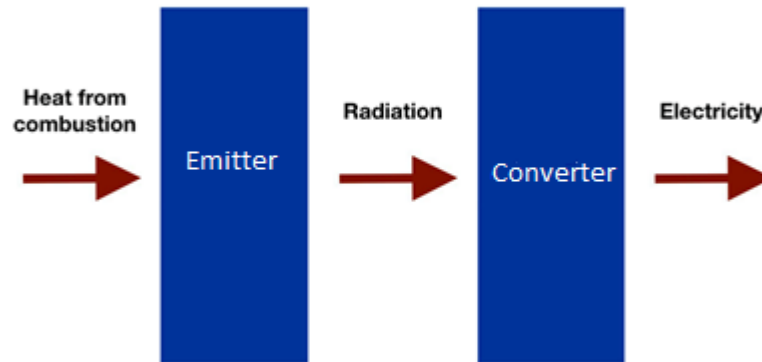 Heat from
combustion
Emitter
Radiation
Converter
Electricity